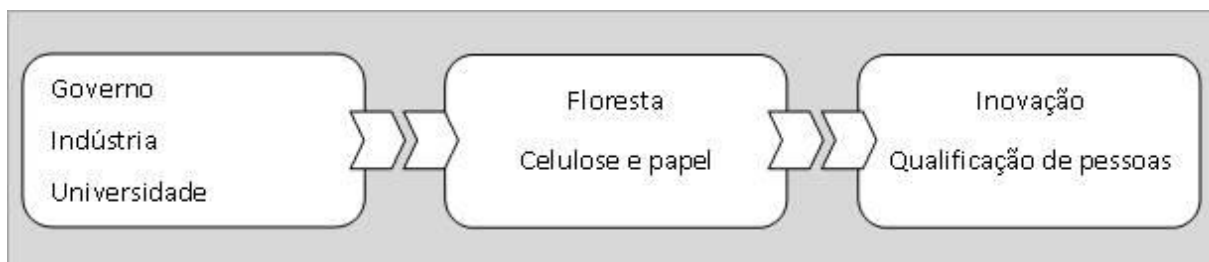 Governo
Indústria
Universidade
Floresta
Celulose e papel
Inovação
Qualificação de pessoas